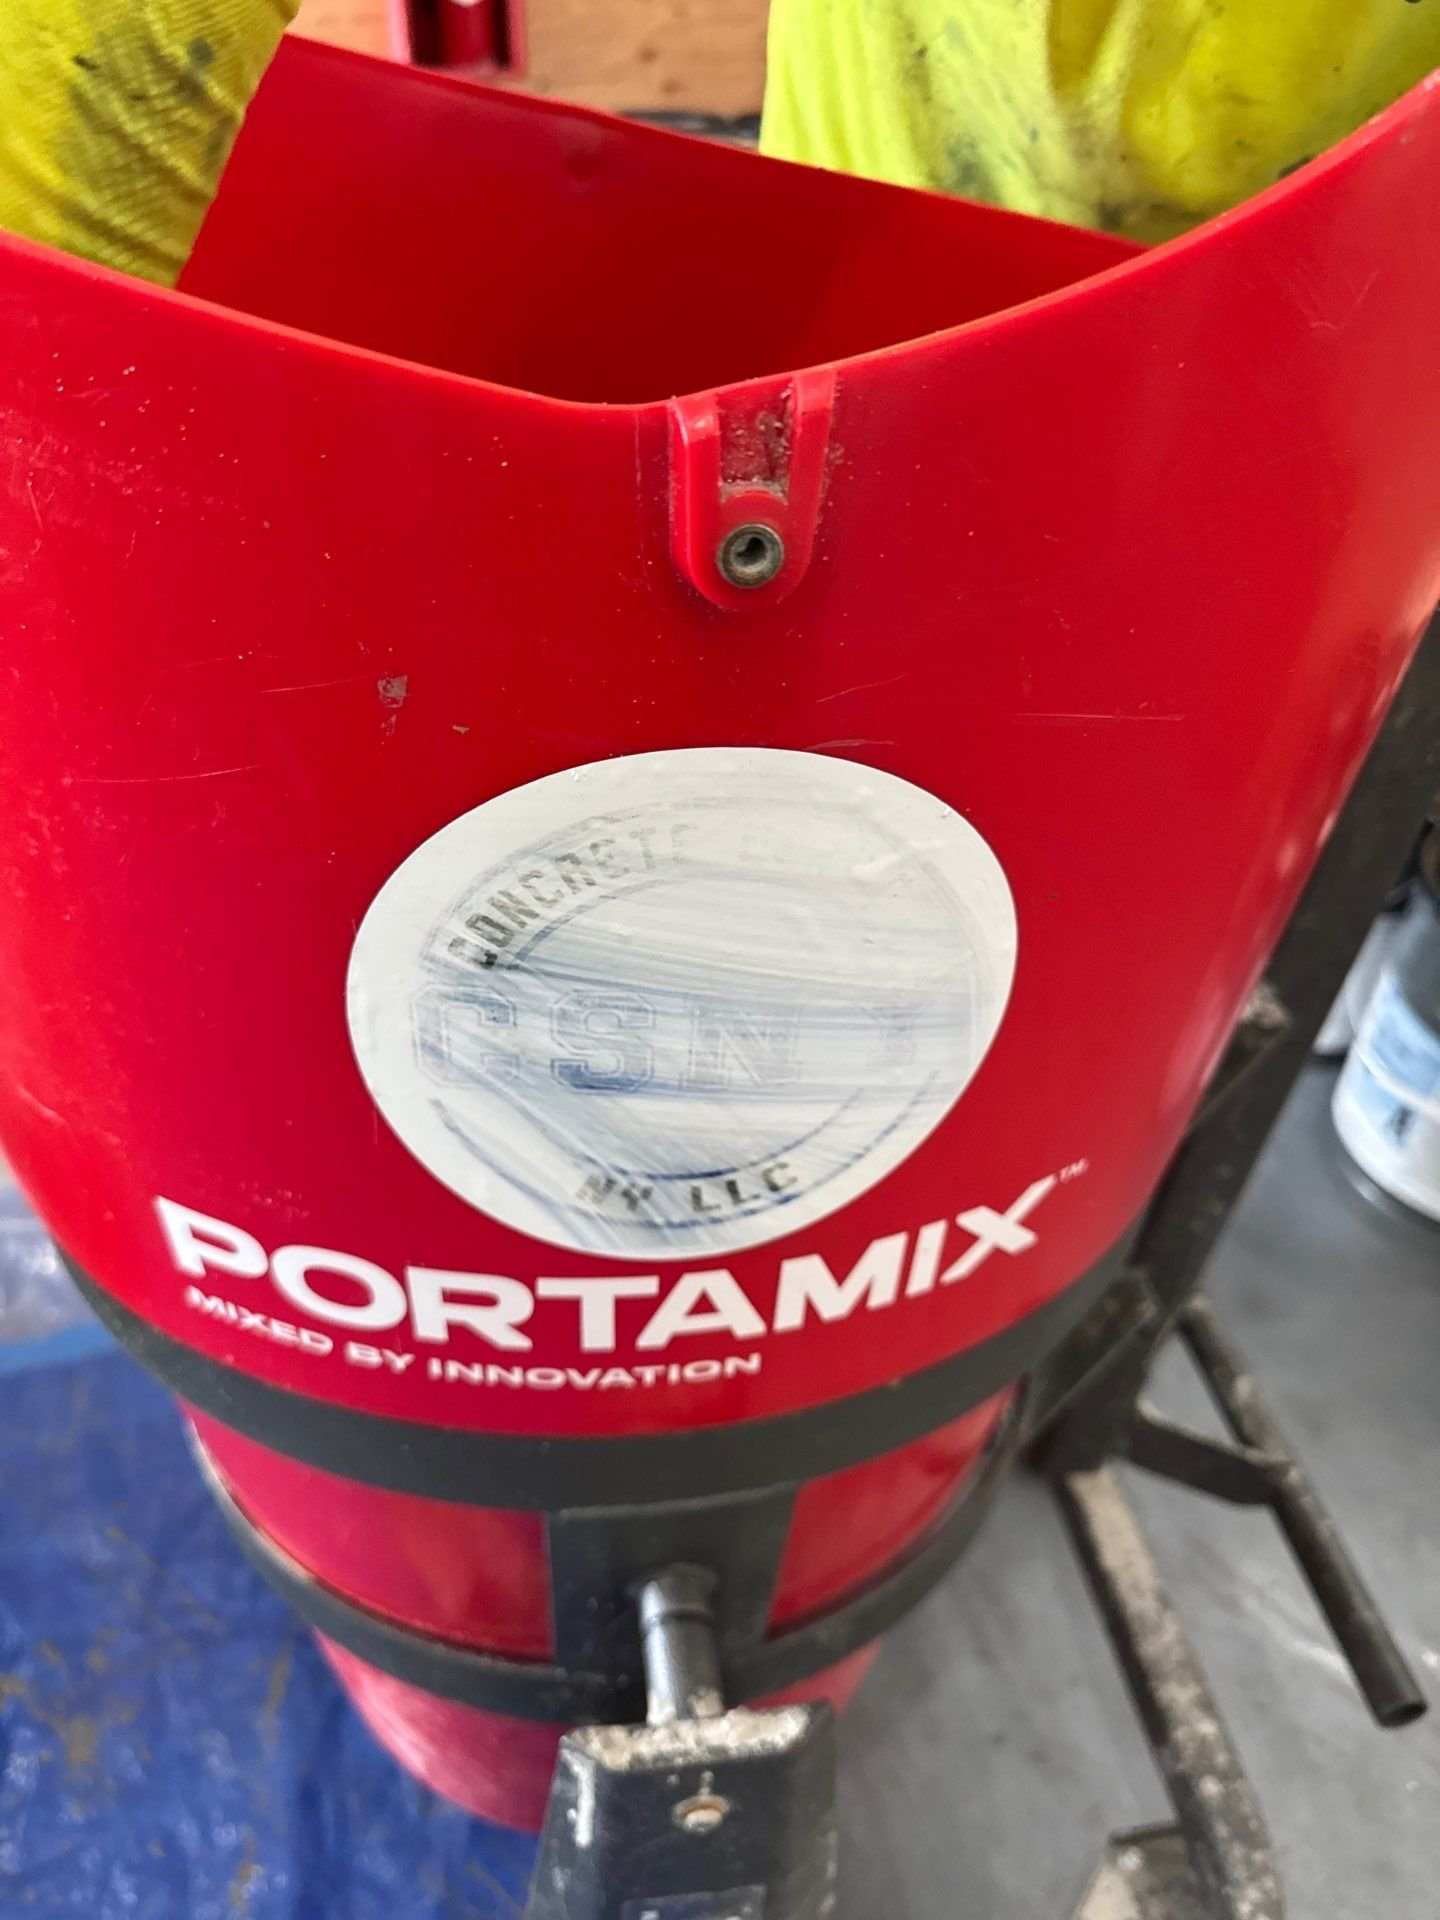 CONCRETE
CSN
NY LLC
PORTAMIX™
MIXED BY INNOVATION